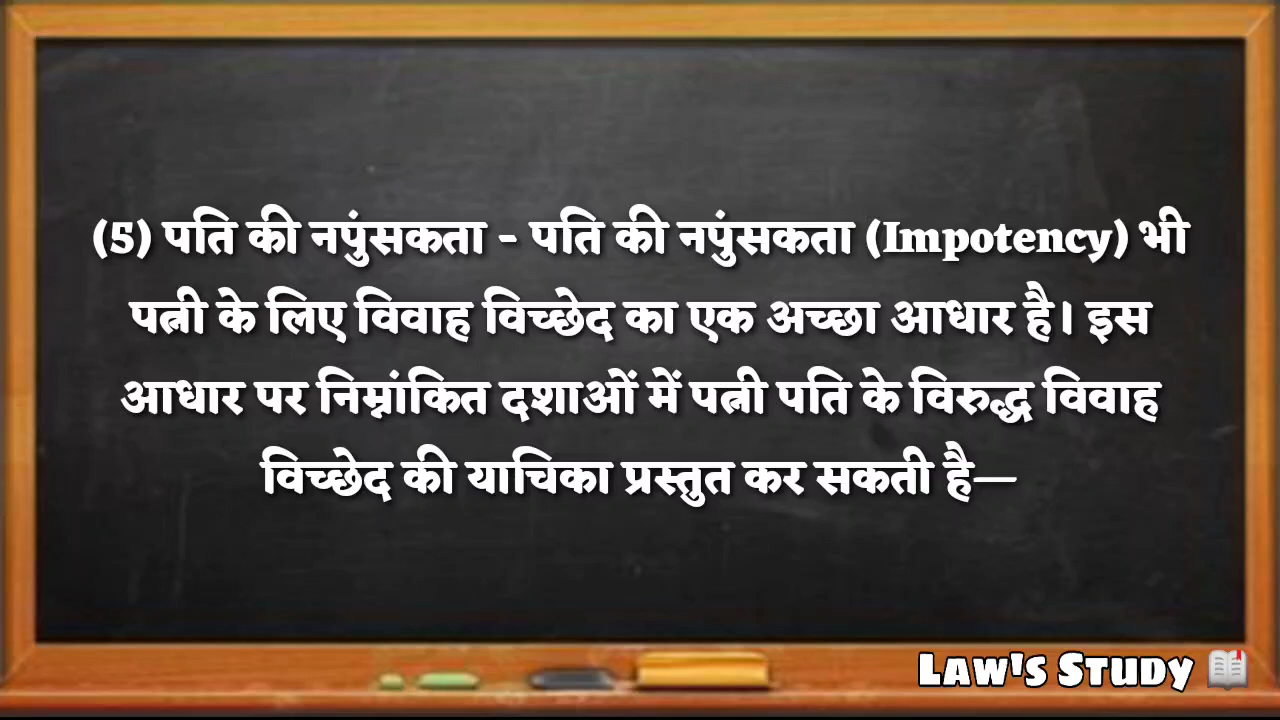 (5) पति की नपुंसकता - पति की नपुंसकता (Impotency) भी
पत्नी के लिए विवाह विच्छेद का एक अच्छा आधार है। इस
आधार पर निम्नांकित दशाओं में पत्नी पति के विरुद्ध विवाह
विच्छेद की याचिका प्रस्तुत कर सकती है—
Law's Study